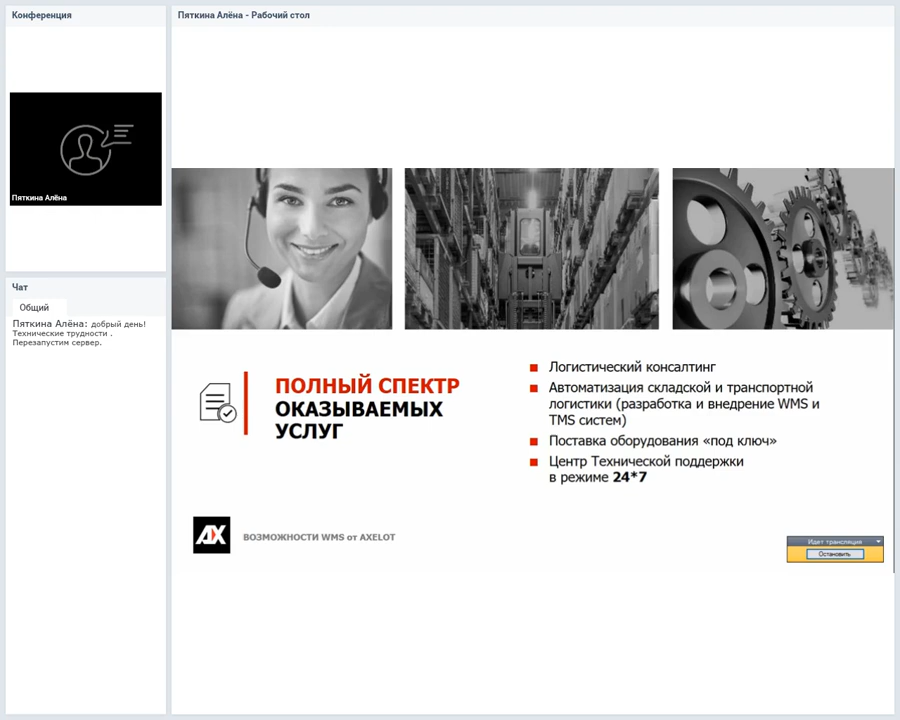 Конференция
Пяткина Алёна
Чат
Общий
Пяткина Алёна: добрый день!
Технические трудности .
Перезапустим сервер.
Пяткина Алёна - Рабочий стол
ПОЛНЫЙ СПЕКТР
ОКАЗЫВАЕМЫХ
УСЛУГ
Логистический консалтинг
Автоматизация складской и транспортной
логистики (разработка и внедрение WMS и
TMS систем)
Поставка оборудования «под ключ»
Центр Технической поддержки
в режиме 24*7
AX
ВОЗМОЖНОСТИ WMS от AXELOT
Идет трансляция
Остановить